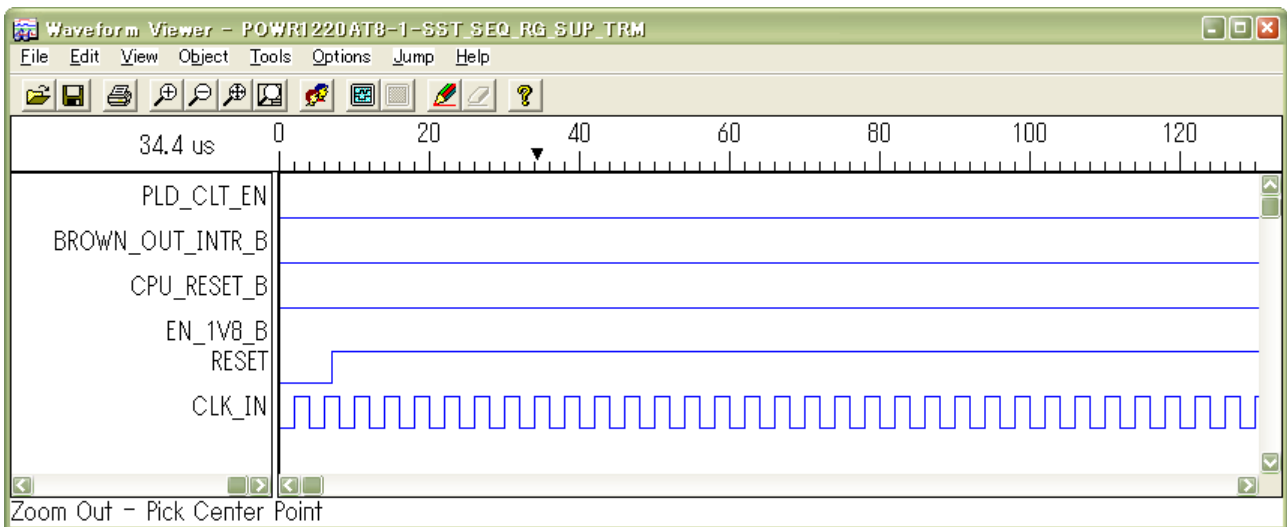 Waveform Viewer - POWR1220AT8-1-SST_SEQ_RG_SUP_TRM
File Edit View Object Tools Options Jump Help
34.4 us 0 20 40 60 80 100 120
PLD_CLT_EN
BROWN_OUT_INTR_B
CPU_RESET_B
EN_1V8_B
RESET
CLK_IN
Zoom Out - Pick Center Point